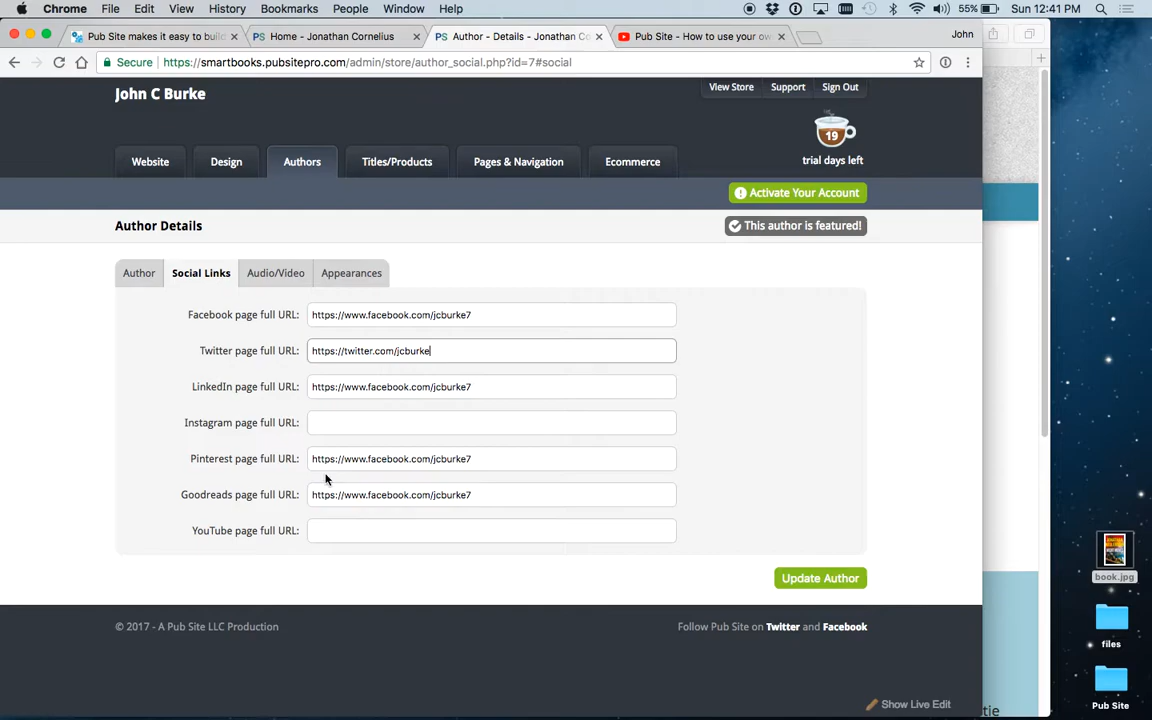 Chrome File Edit View History Bookmarks People Window Help 55% Sun 12:41 PM
PS Pub Site makes it easy to build PS Home - Jonathan Cornelius PS Author - Details - Jonathan Co Pub Site - How to use your ow John
Secure https://smartbooks.pubsitepro.com/admin/store/author_social.php?id=7#social
John C Burke View Store Support Sign Out
19
trial days left
Website Design Authors Titles/Products Pages & Navigation Ecommerce
Activate Your Account
Author Details This author is featured!
Author Social Links Audio/Video Appearances
Facebook page full URL: https://www.facebook.com/jcburke7
Twitter page full URL: https://twitter.com/jcburke
LinkedIn page full URL: https://www.facebook.com/jcburke7
Instagram page full URL:
Pinterest page full URL: https://www.facebook.com/jcburke7
Goodreads page full URL: https://www.facebook.com/jcburke7
YouTube page full URL:
Update Author
© 2017 - A Pub Site LLC Production Follow Pub Site on Twitter and Facebook
Show Live Edit
book.jpg
files
Pub Site
tie